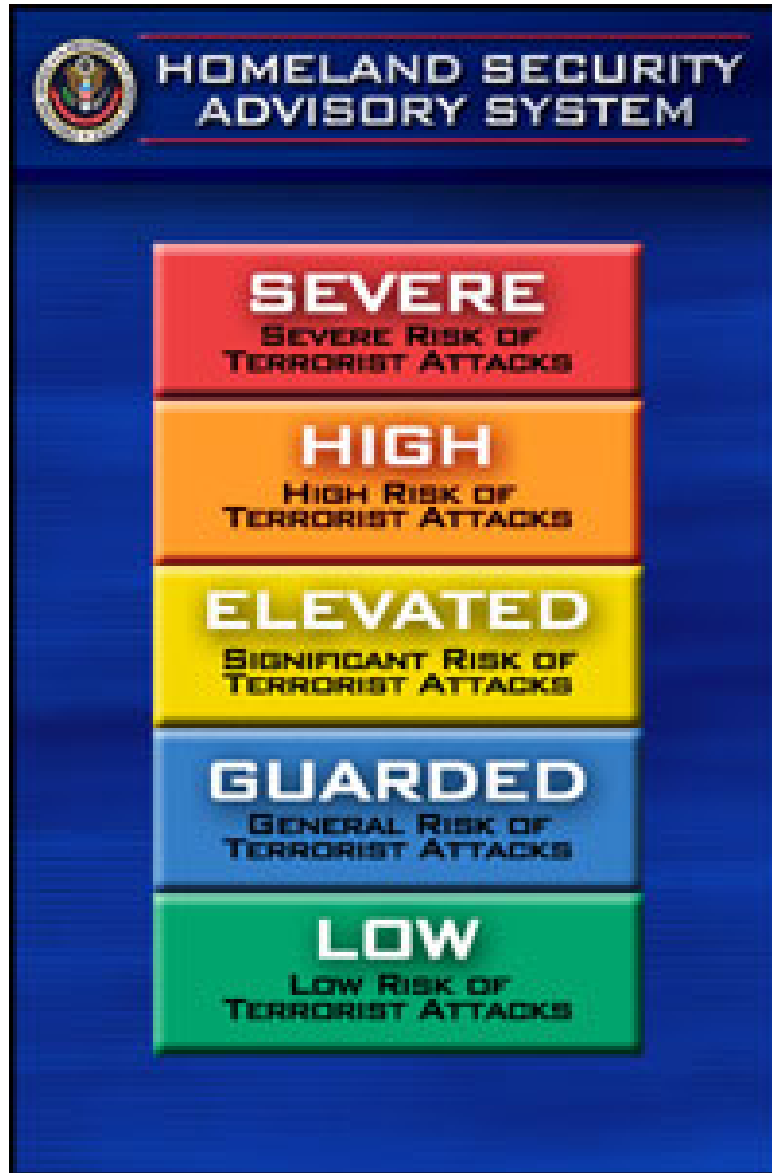 HOMELAND SECURITY
ADVISORY SYSTEM
SEVERE
SEVERE RISK OF
TERRORIST ATTACKS
HIGH
HIGH RISK OF
TERRORIST ATTACKS
ELEVATED
SIGNIFICANT RISK OF
TERRORIST ATTACKS
GUARDED
GENERAL RISK OF
TERRORIST ATTACKS
LOW
LOW RISK OF
TERRORIST ATTACKS